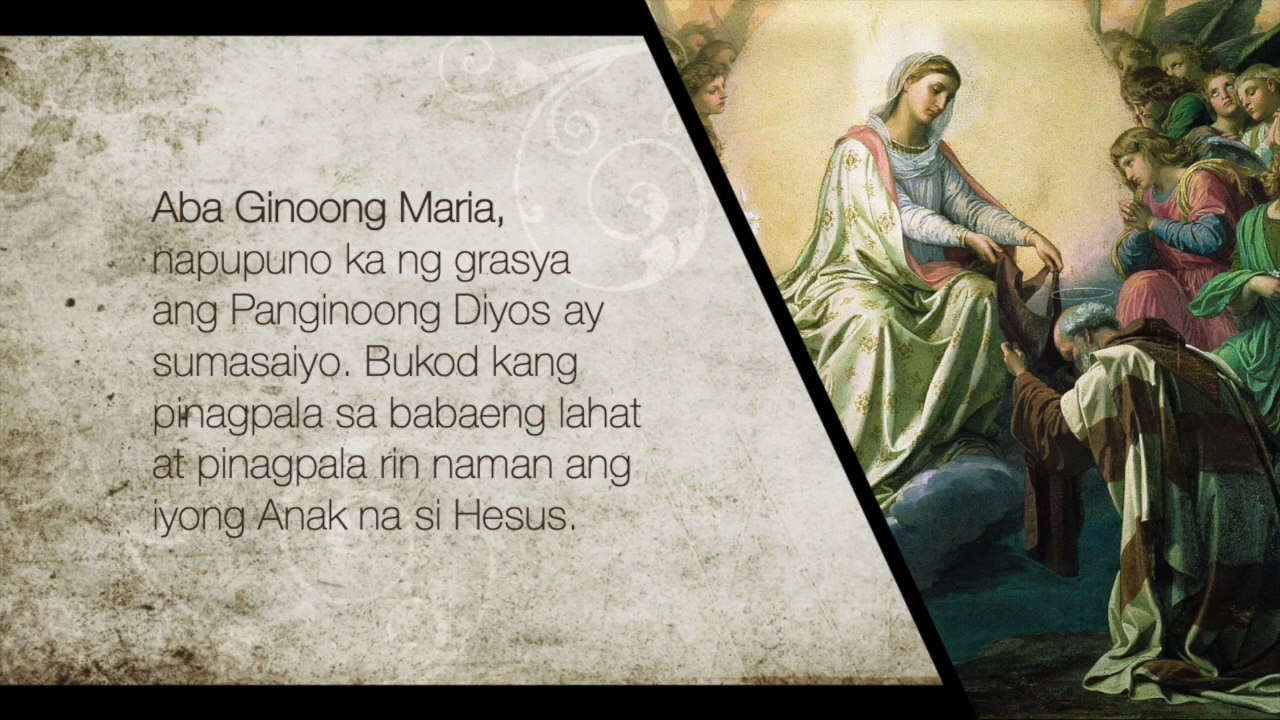 Aba Ginoong Maria,
napupuno ka ng grasya
ang Panginoong Diyos ay
sumasaiyo. Bukod kang
pinagpala sa babaeng lahat
at pinagpala rin naman ang
iyong Anak na si Hesus.